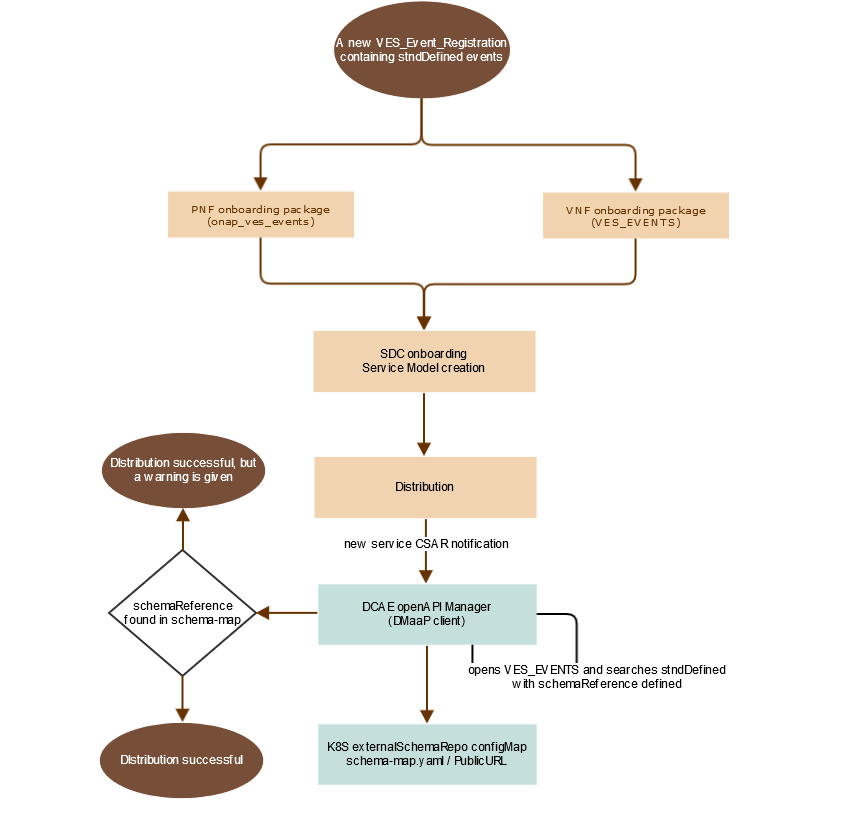 A new VES_Event_Registration
containing stndDefined events
PNF onboarding package
(onap_ves_events)
VNF onboarding package
(VES_EVENTS)
SDC onboarding
Service Model creation
Distribution successful, but
a warning is given
Distribution
new service CSAR notification
schemaReference
found in schema-map
DCAE openAPI Manager
(DMaaP client)
opens VES_EVENTS and searches stndDefined
with schemaReference defined
Distribution successful
K8S externalSchemaRepo configMap
schema-map.yaml / PublicURL